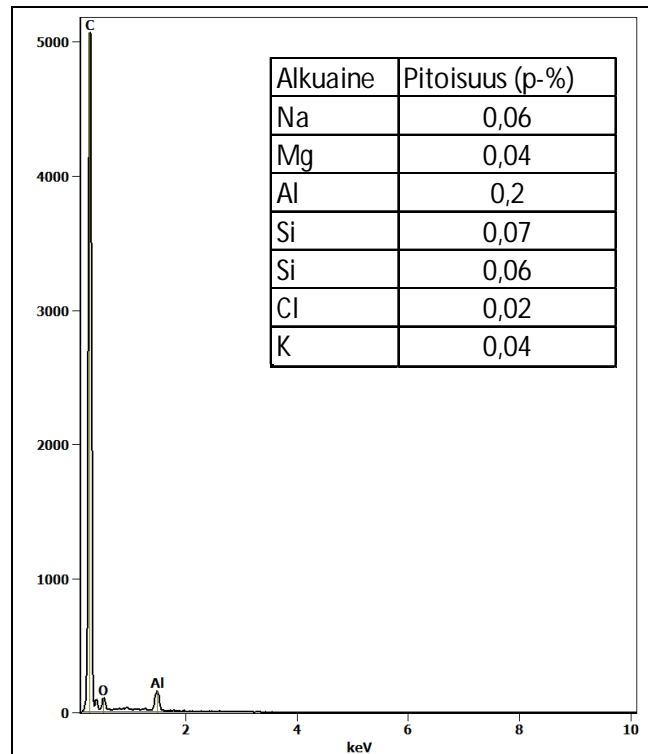 C
5000
4000
3000
2000
1000
0
Alkuaine Pitoisuus (p-%)
Na 0,06
Mg 0,04
Al 0,2
Si 0,07
Si 0,06
Cl 0,02
K 0,04
O
Al
2 4 6 8 10
keV